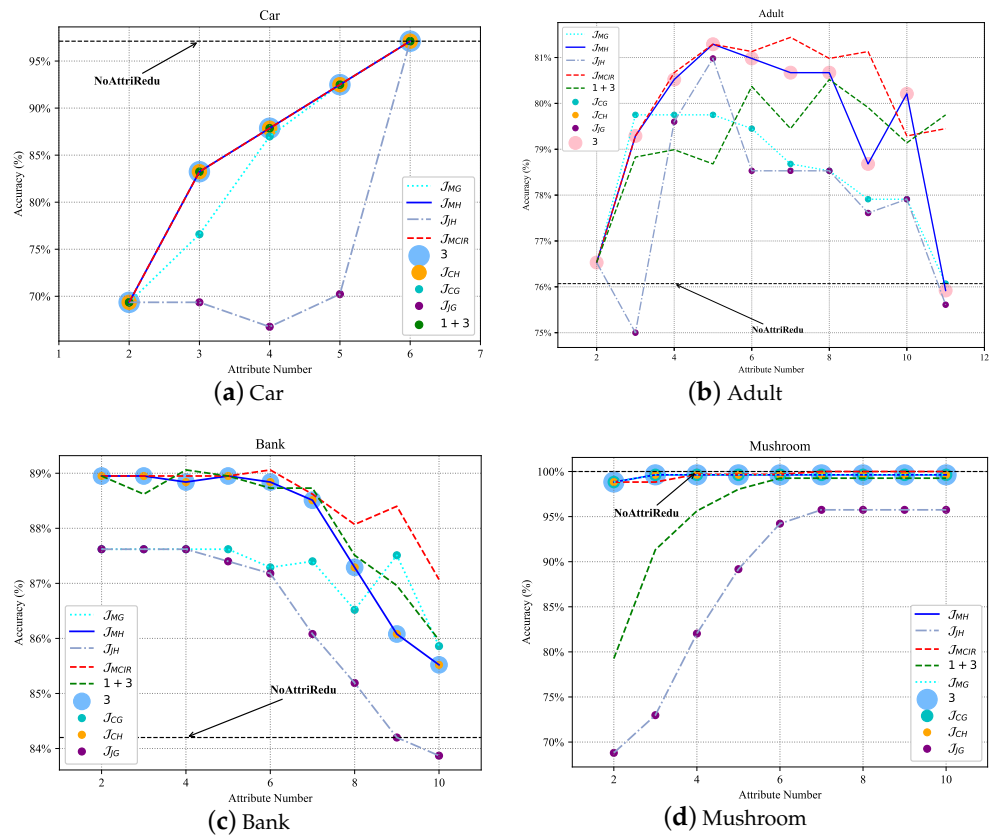 Car
95%
90%
85%
80%
75%
70%
Accuracy (%)
NoAttriRedu
J_MG
J_MH
J_JH
J_MCIR
3
J_CH
J_CG
J_JG
1 + 3
1 2 3 4 5 6 7
Attribute Number
(a) Car
Adult
81%
80%
79%
78%
77%
76%
75%
Accuracy (%)
J_MG
J_MH
J_JH
J_MCIR
1 + 3
J_CG
J_CH
J_JG
3
NoAttriRedu
2 4 6 8 10 12
Attribute Number
(b) Adult
Bank
89%
88%
87%
86%
85%
84%
Accuracy (%)
J_MG
J_MH
J_JH
J_MCIR
1 + 3
3
J_CG
J_CH
J_JG
NoAttriRedu
2 4 6 8 10
Attribute Number
(c) Bank
Mushroom
100%
95%
90%
85%
80%
75%
70%
Accuracy (%)
NoAttriRedu
J_MH
J_JH
J_MCIR
1 + 3
J_MG
3
J_CG
J_CH
J_JG
2 4 6 8 10
Attribute Number
(d) Mushroom